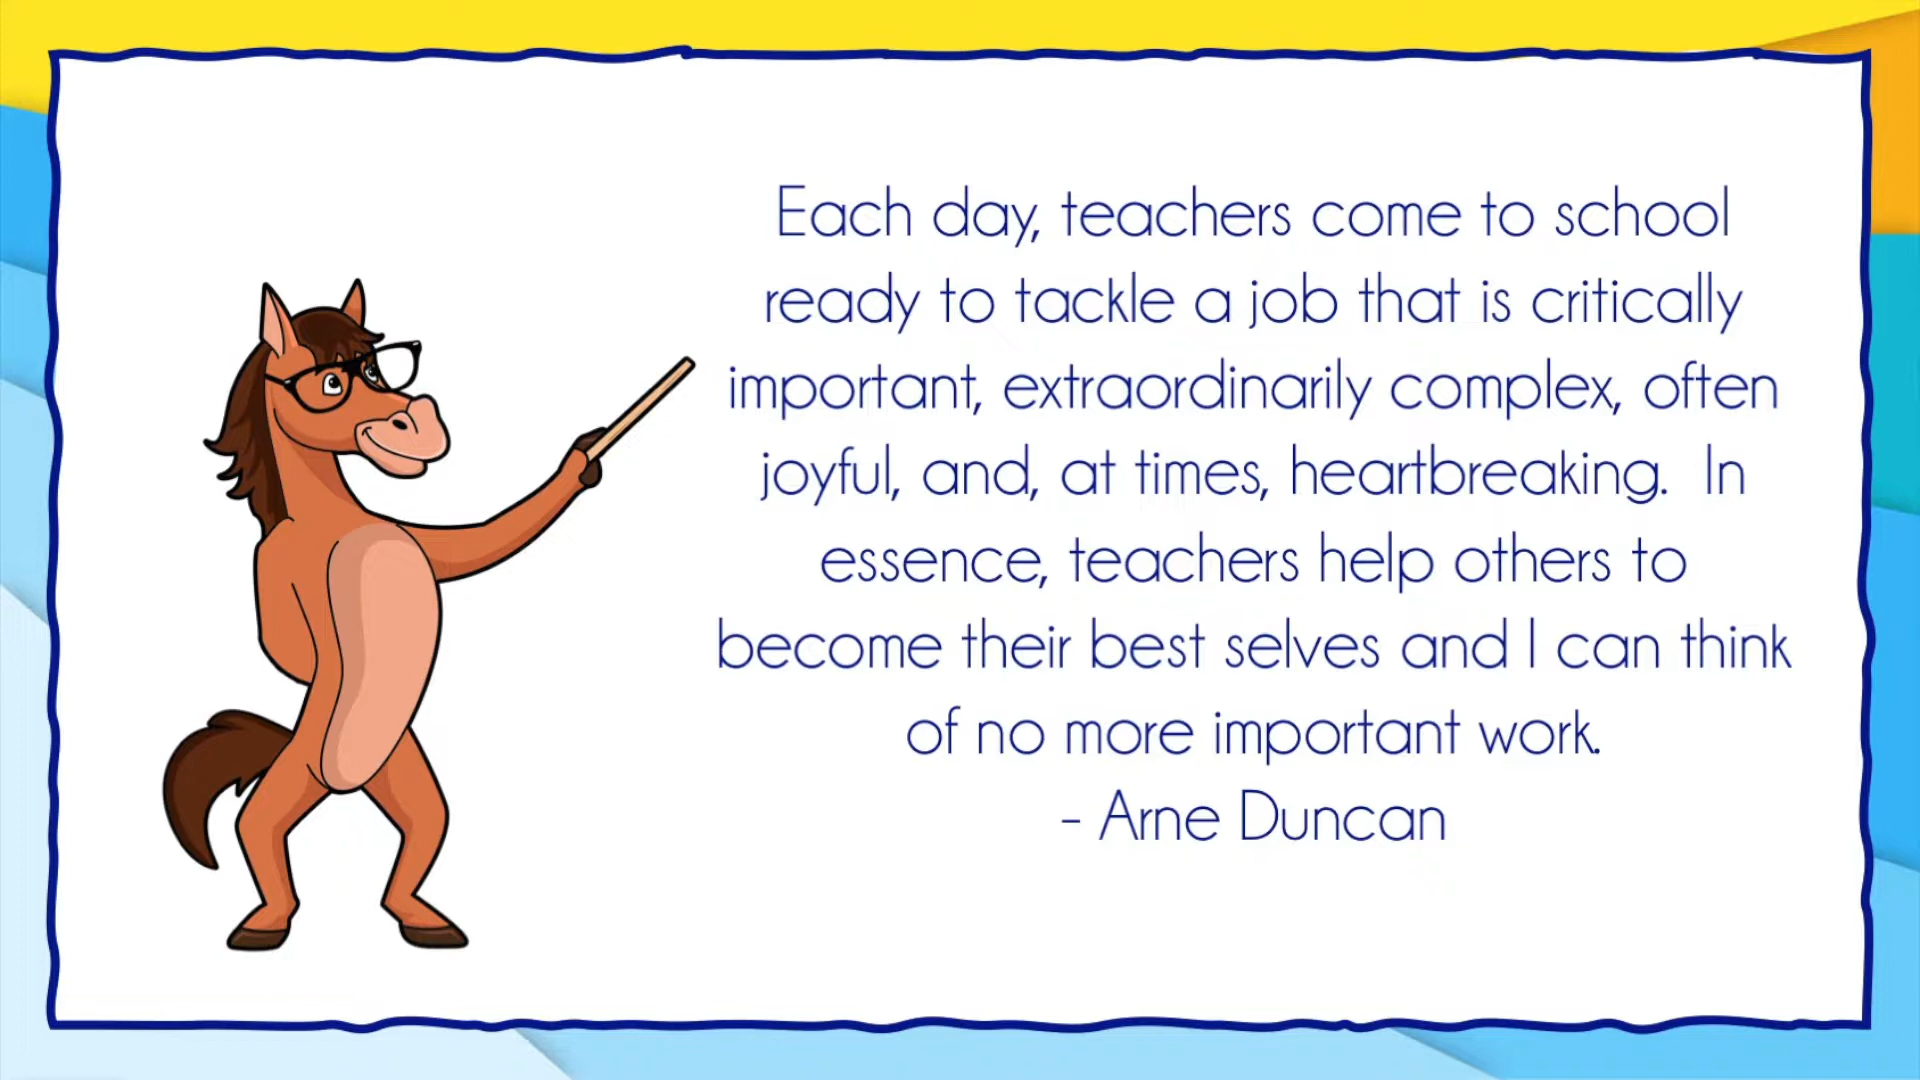 Each day, teachers come to school
ready to tackle a job that is critically
important, extraordinarily complex, often
joyful, and, at times, heartbreaking.  In
essence, teachers help others to
become their best selves and I can think
of no more important work.
- Arne Duncan